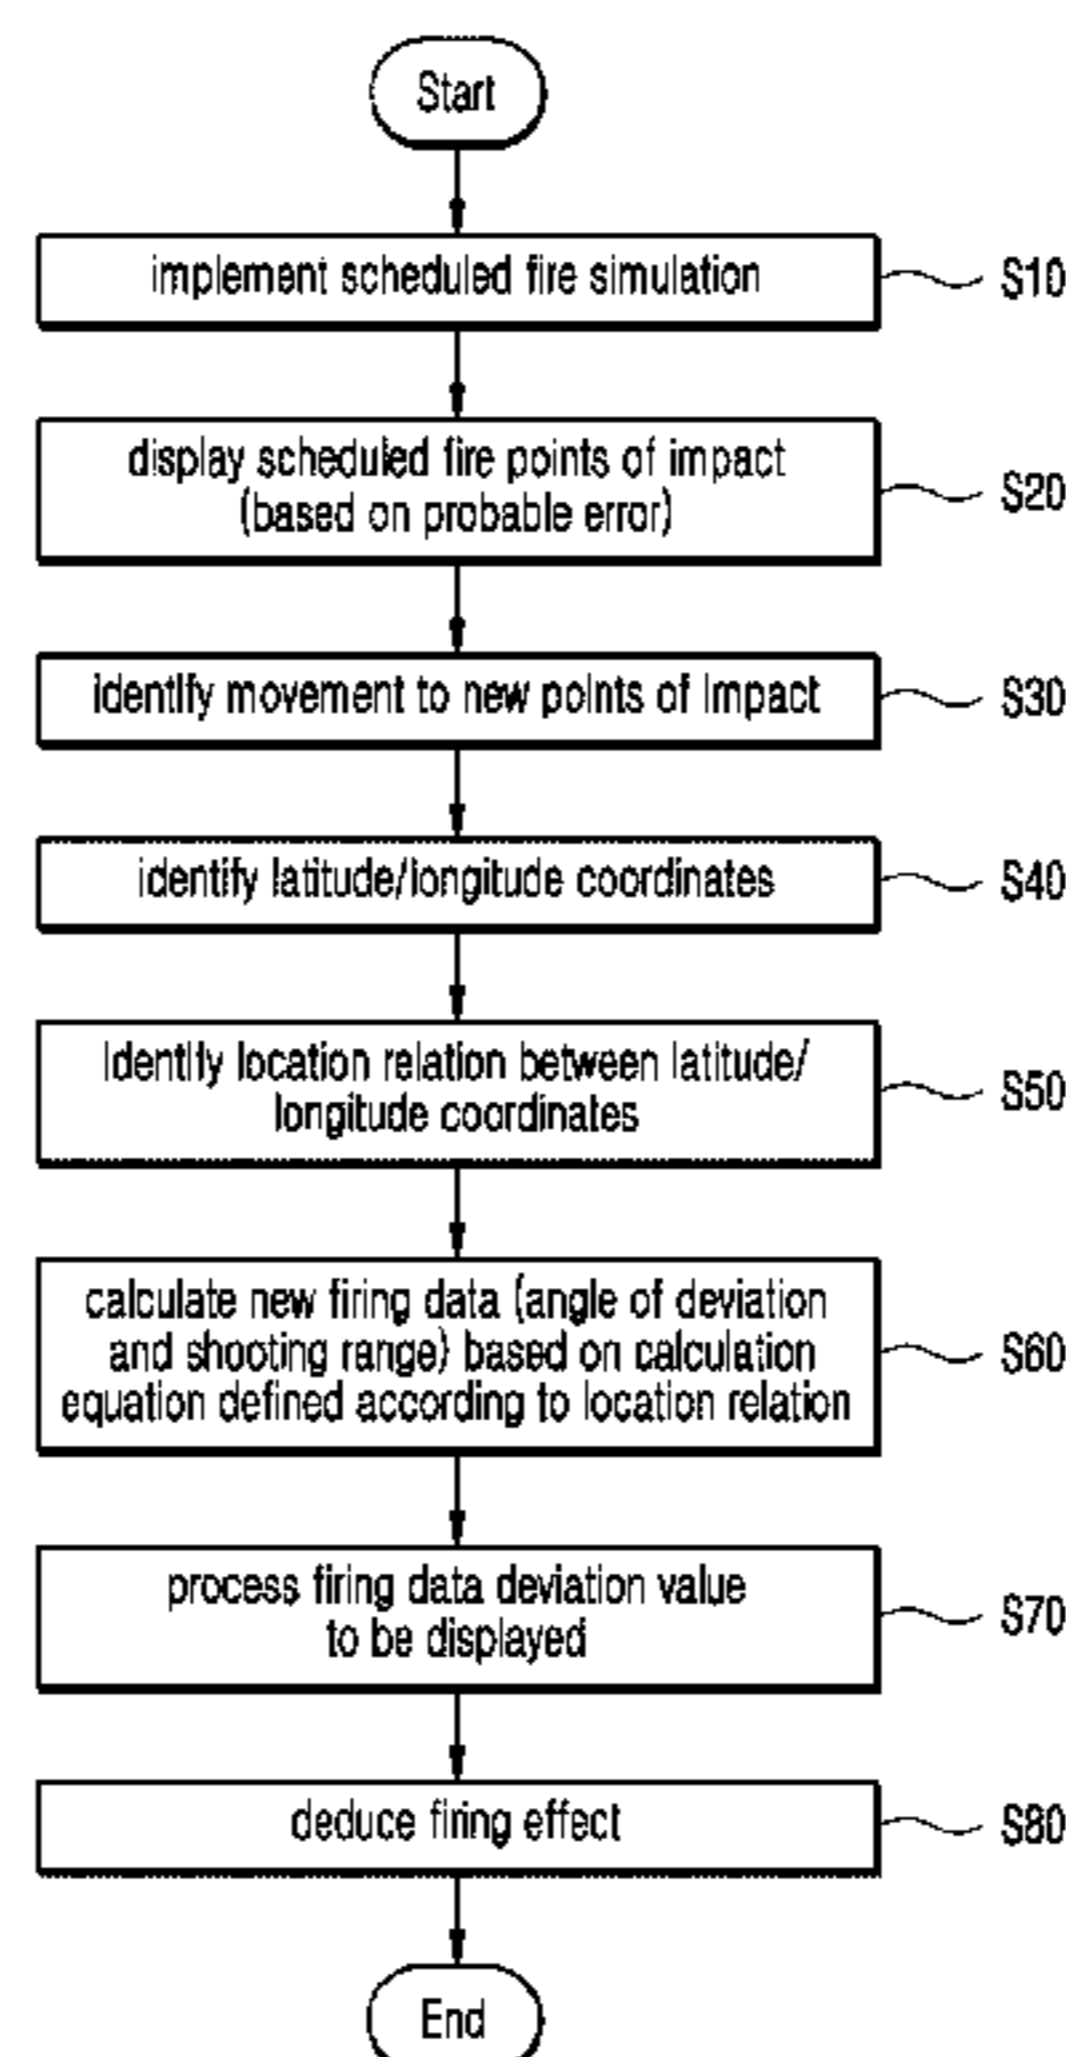 Start
implement scheduled fire simulation
S10
display scheduled fire points of impact
(based on probable error)
S20
identify movement to new points of impact
S30
identify latitude/longitude coordinates
S40
identify location relation between latitude/
longitude coordinates
S50
calculate new firing data (angle of deviation
and shooting range) based on calculation
equation defined according to location relation
S60
process firing data deviation value
to be displayed
S70
deduce firing effect
S80
End